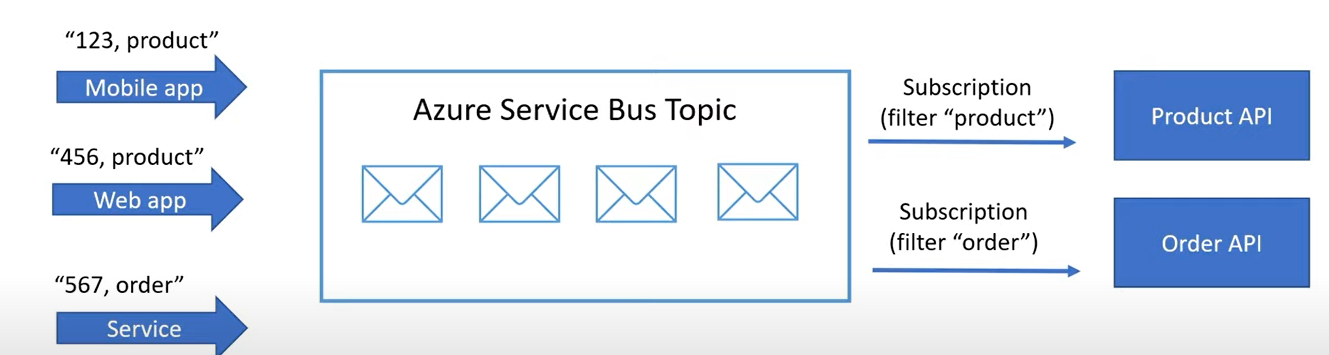 “123, product”
Mobile app
“456, product”
Web app
“567, order”
Service
Azure Service Bus Topic
Subscription
(filter “product”)
Subscription
(filter “order”)
Product API
Order API